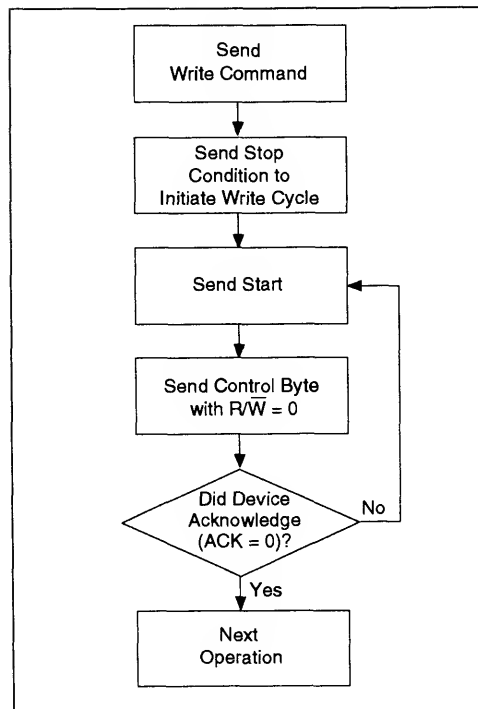 Send
Write Command
Send Stop
Condition to
Initiate Write Cycle
Send Start
Send Control Byte
with R/W̅ = 0
Did Device
Acknowledge
(ACK = 0)?
No
Yes
Next
Operation